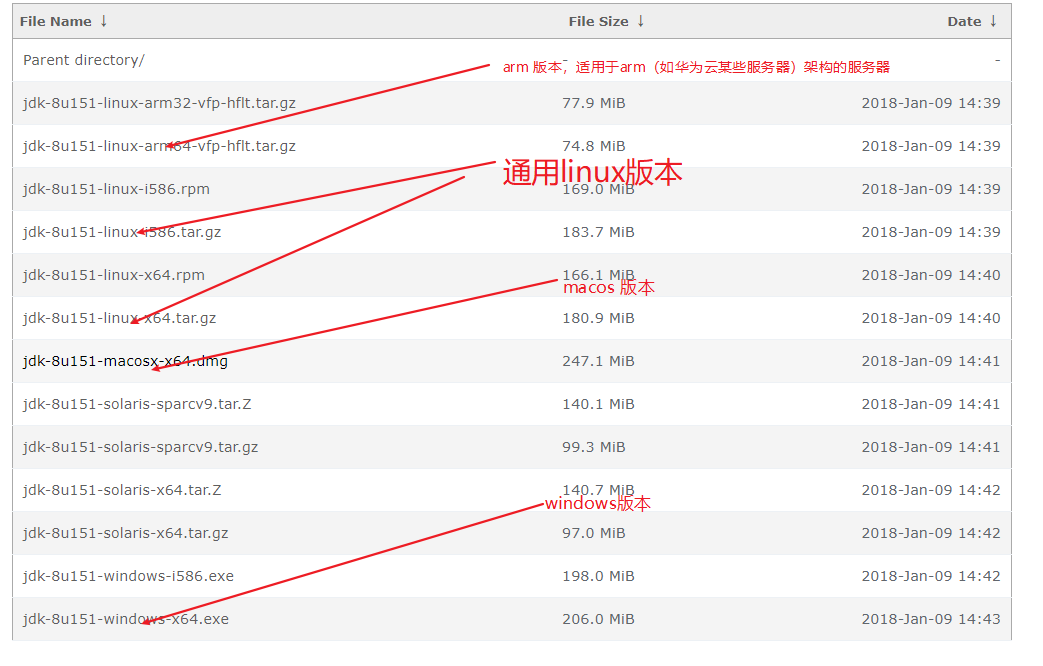 File Name ↓ File Size ↓ Date ↓
Parent directory/ - -
arm 版本，适用于arm（如华为云某些服务器）架构的服务器
jdk-8u151-linux-arm32-vfp-hflt.tar.gz 77.9 MiB 2018-Jan-09 14:39
jdk-8u151-linux-arm64-vfp-hflt.tar.gz 74.8 MiB 2018-Jan-09 14:39
通用linux版本
jdk-8u151-linux-i586.rpm 169.0 MiB 2018-Jan-09 14:39
jdk-8u151-linux-i586.tar.gz 183.7 MiB 2018-Jan-09 14:39
jdk-8u151-linux-x64.rpm 166.1 MiB 2018-Jan-09 14:40
macos 版本
jdk-8u151-linux-x64.tar.gz 180.9 MiB 2018-Jan-09 14:40
jdk-8u151-macosx-x64.dmg 247.1 MiB 2018-Jan-09 14:41
jdk-8u151-solaris-sparcv9.tar.Z 140.1 MiB 2018-Jan-09 14:41
jdk-8u151-solaris-sparcv9.tar.gz 99.3 MiB 2018-Jan-09 14:41
jdk-8u151-solaris-x64.tar.Z 140.7 MiB 2018-Jan-09 14:42
windows版本
jdk-8u151-solaris-x64.tar.gz 97.0 MiB 2018-Jan-09 14:42
jdk-8u151-windows-i586.exe 198.0 MiB 2018-Jan-09 14:42
jdk-8u151-windows-x64.exe 206.0 MiB 2018-Jan-09 14:43